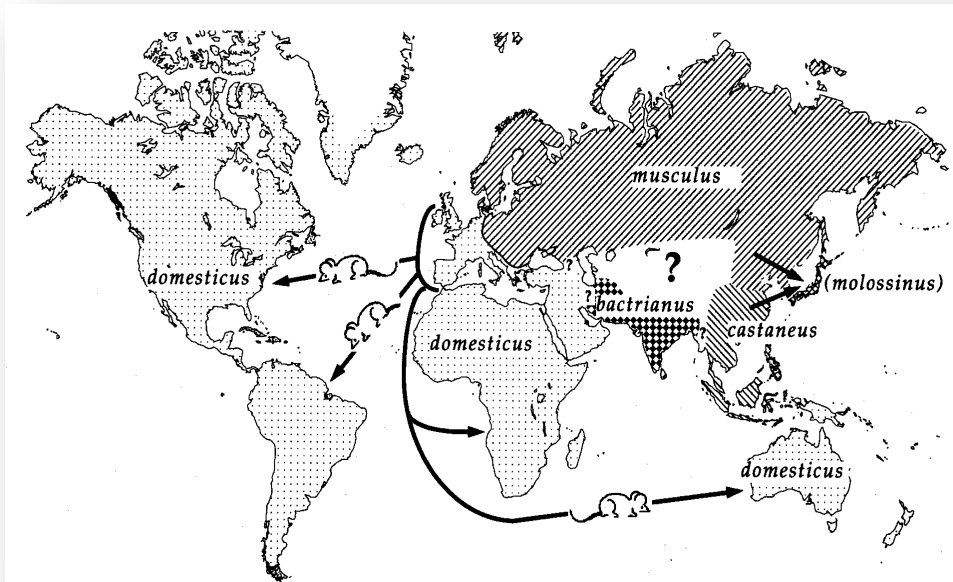 musculus
?
domesticus
(molossinus)
?
?
bactrianus
castaneus
?
domesticus
domesticus